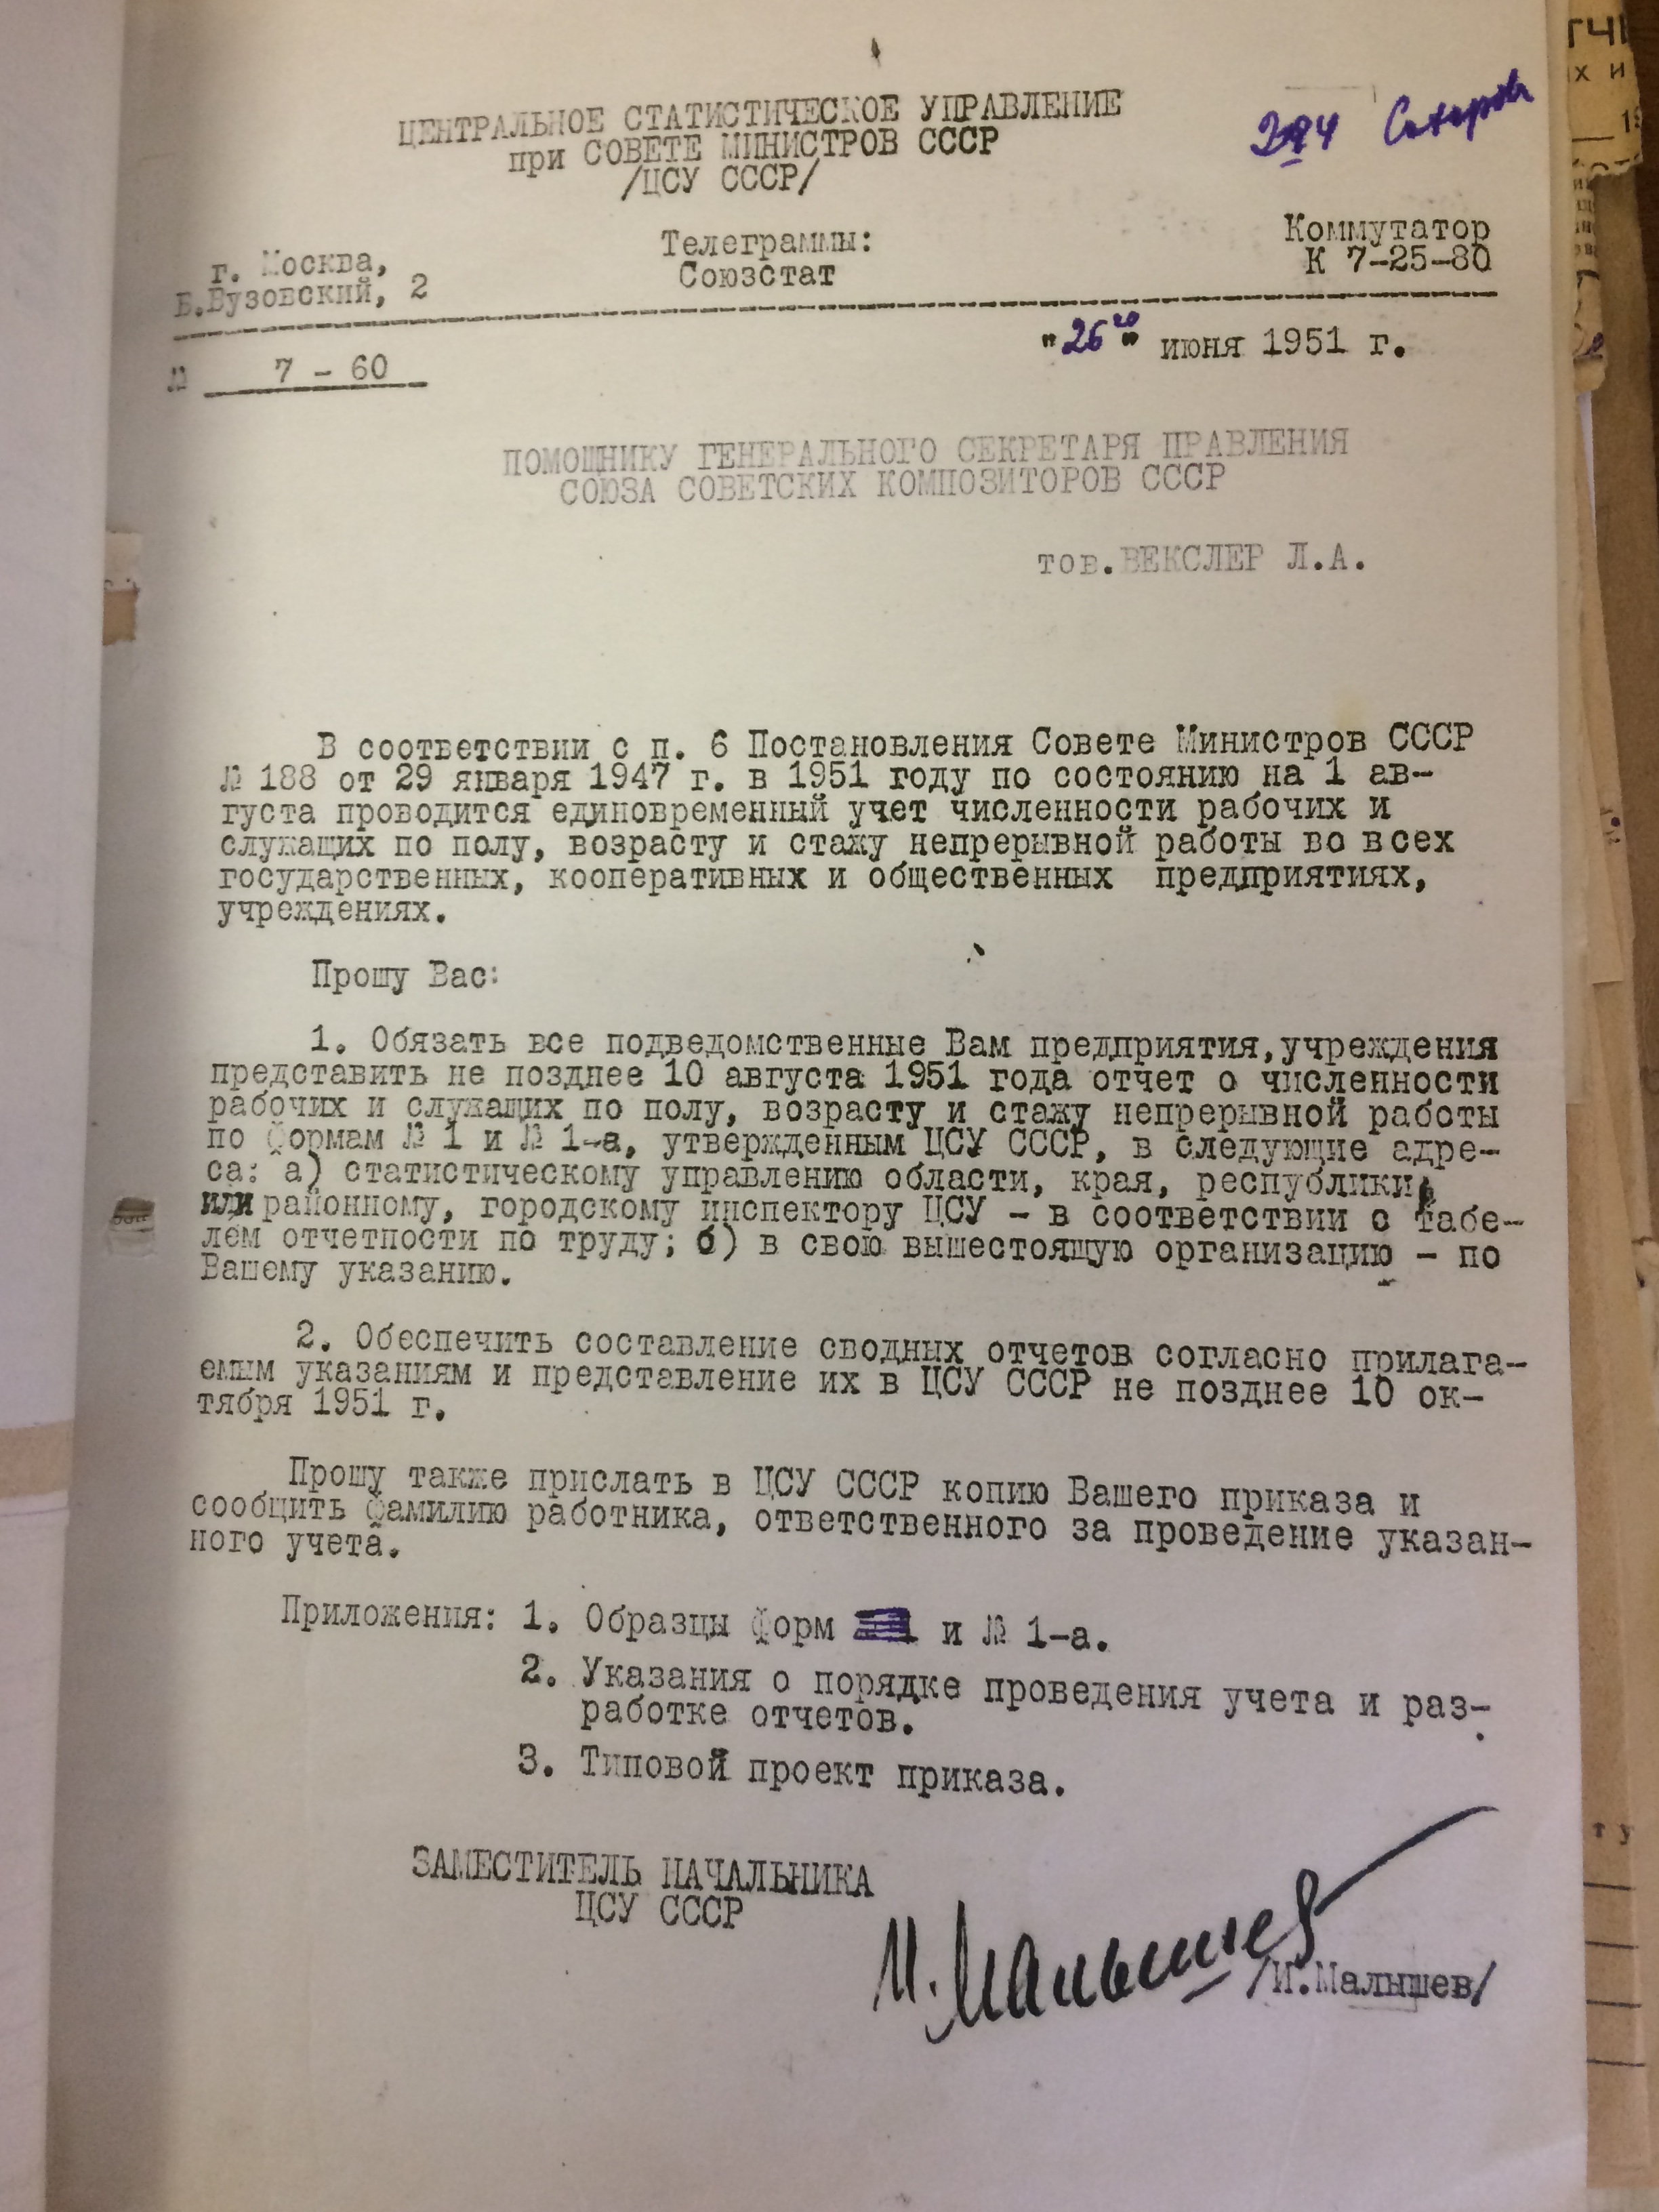 ЦЕНТРАЛЬНОЕ СТАТИСТИЧЕСКОЕ УПРАВЛЕНИЕ
при СОВЕТЕ МИНИСТРОВ СССР
/ЦСУ СССР/
г. Москва,
Б.Вузовский, 2
Телеграммы:
Союзстат
Коммутатор
К 7-25-80
"26го" июня 1951 г.
№ 7 - 60
ПОМОЩНИКУ ГЕНЕРАЛЬНОГО СЕКРЕТАРЯ ПРАВЛЕНИЯ
СОЮЗА СОВЕТСКИХ КОМПОЗИТОРОВ СССР
тов.ВЕКСЛЕР Л.А.
В соответствии с п. 6 Постановления Совете Министров СССР
№ 188 от 29 января 1947 г. в 1951 году по состоянию на 1 ав-
густа проводится единовременный учет численности рабочих и
служащих по полу, возрасту и стажу непрерывной работы во всех
государственных, кооперативных и общественных предприятиях,
учреждениях.
Прошу Вас:
1. Обязать все подведомственные Вам предприятия,учреждения
представить не позднее 10 августа 1951 года отчет о численности
рабочих и служащих по полу, возрасту и стажу непрерывной работы
по формам № 1 и № 1-а, утвержденным ЦСУ СССР, в следующие адре-
са: а) статистическому управлению области, края, республики
или районному, городскому инспектору ЦСУ - в соответствии с табе-
лем отчетности по труду; б) в свою вышестоящую организацию - по
Вашему указанию.
2. Обеспечить составление сводных отчетов согласно прилага-
емым указаниям и представление их в ЦСУ СССР не позднее 10 ок-
тября 1951 г.
Прошу также прислать в ЦСУ СССР копию Вашего приказа и
сообщить фамилию работника, ответственного за проведение указан-
ного учета.
Приложения: 1. Образцы форм и № 1-а.
2. Указания о порядке проведения учета и раз-
работке отчетов.
3. Типовой проект приказа.
ЗАМЕСТИТЕЛЬ НАЧАЛЬНИКА
ЦСУ СССР
И. Малышев
/И.Малышев/